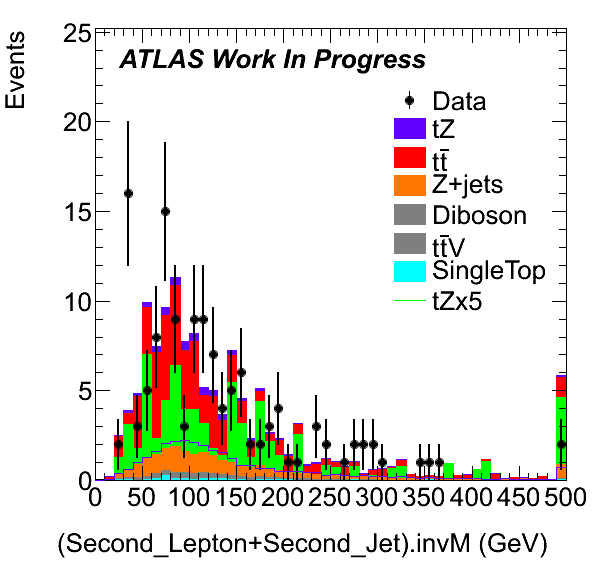 Events
25
20
15
10
5
0
ATLAS Work In Progress
Data
tZ
tt̄
Z+jets
Diboson
tt̄V
SingleTop
tZx5
0 50 100 150 200 250 300 350 400 450 500
(Second_Lepton+Second_Jet).invM (GeV)